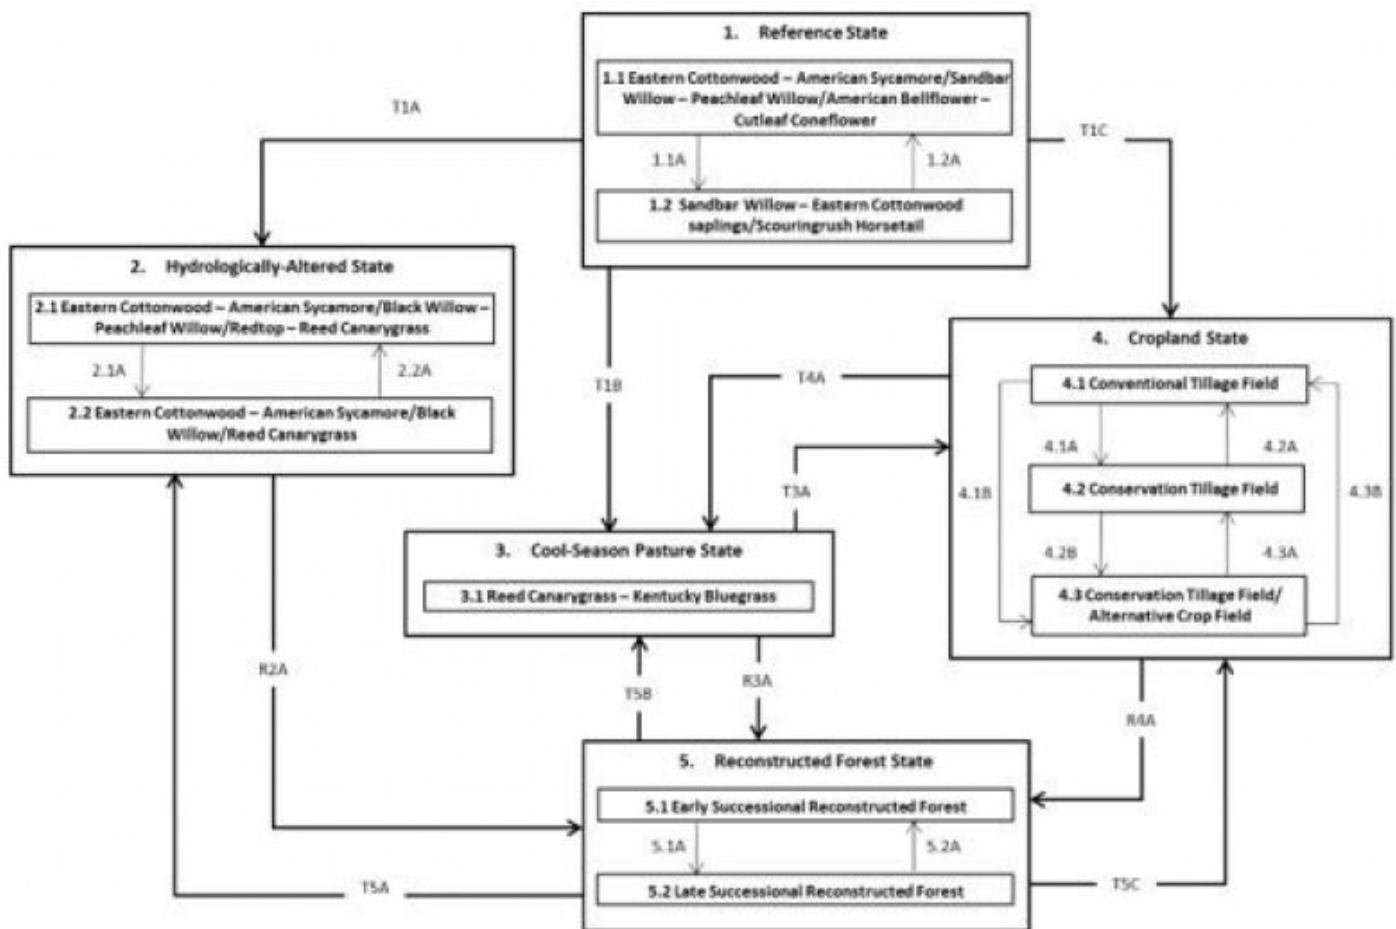 1. Reference State
1.1 Eastern Cottonwood – American Sycamore/Sandbar
Willow – Peachleaf Willow/American Bellflower –
Cutleaf Coneflower
T1A
T1C
1.1A
1.2A
1.2 Sandbar Willow – Eastern Cottonwood
saplings/Scouringrush Horsetail
2. Hydrologically-Altered State
2.1 Eastern Cottonwood – American Sycamore/Black Willow –
Peachleaf Willow/Redtop – Reed Canarygrass
2.1A
2.2A
2.2 Eastern Cottonwood – American Sycamore/Black
Willow/Reed Canarygrass
T1B
T4A
T3A
4. Cropland State
4.1 Conventional Tillage Field
4.1A
4.2A
4.1B
4.2 Conservation Tillage Field
4.3B
4.2B
4.3A
4.3 Conservation Tillage Field/
Alternative Crop Field
3. Cool-Season Pasture State
3.1 Reed Canarygrass – Kentucky Bluegrass
R2A
T5B
R3A
R4A
5. Reconstructed Forest State
5.1 Early Successional Reconstructed Forest
5.1A
5.2A
5.2 Late Successional Reconstructed Forest
T5A
T5C